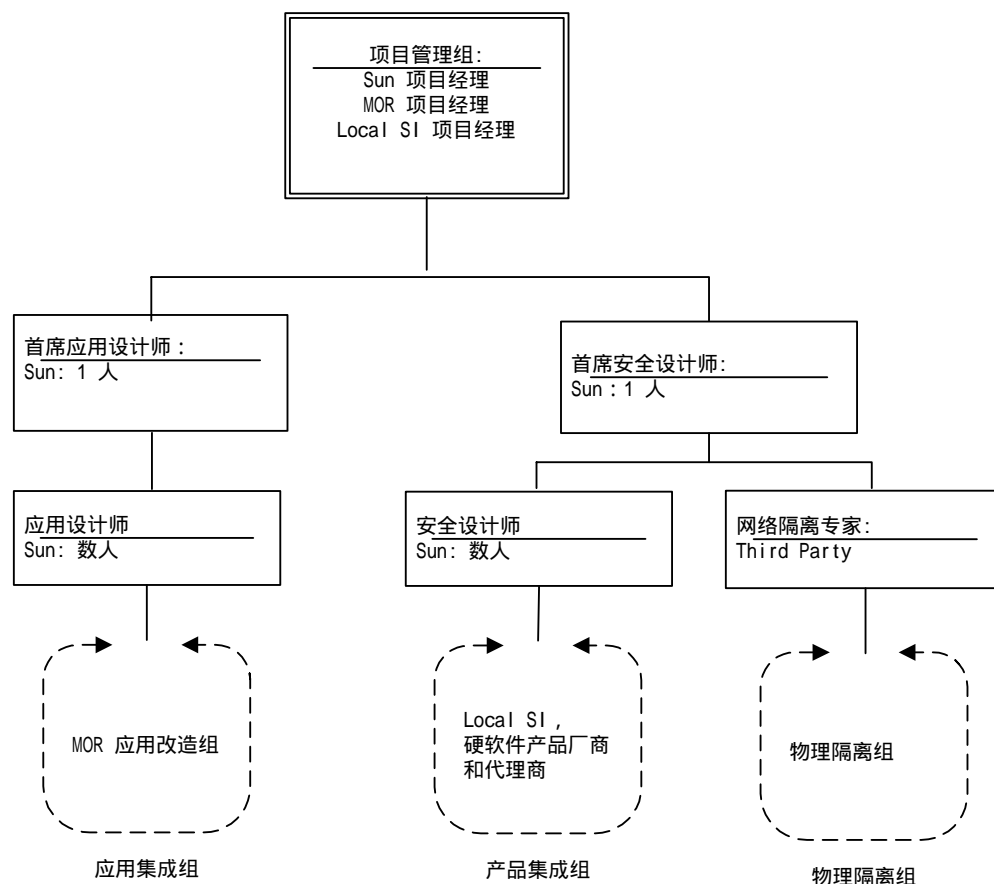 项目管理组:
Sun 项目经理
MOR 项目经理
Local SI 项目经理
首席应用设计师:
Sun: 1 人
首席安全设计师:
Sun:1 人
应用设计师
Sun: 数人
安全设计师
Sun: 数人
网络隔离专家:
Third Party
MOR 应用改造组
Local SI,
硬软件产品厂商
和代理商
物理隔离组
应用集成组
产品集成组
物理隔离组